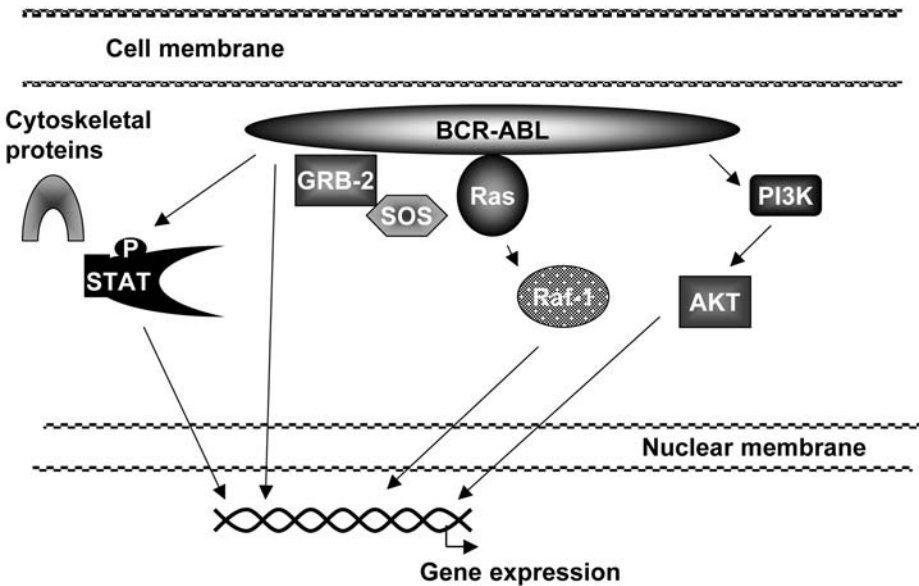 Cell membrane
Cytoskeletal
proteins
BCR-ABL
GRB-2
SOS
Ras
PI3K
P
STAT
Raf-1
AKT
Nuclear membrane
Gene expression